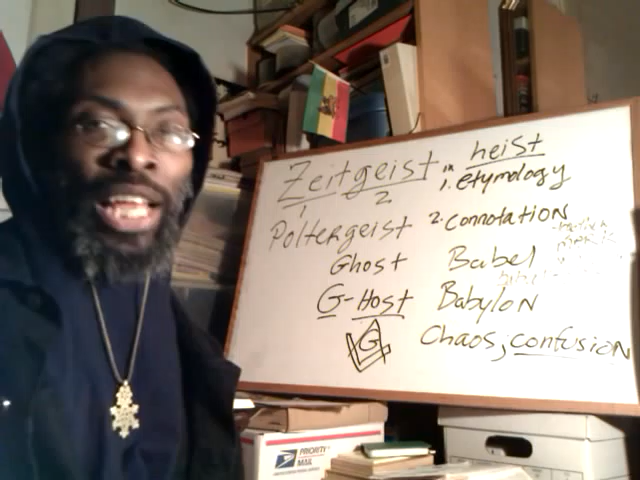 Zeitgeist
1 2
in heist
1. etymology
Poltergeist
2. connotation
Ghost
Babel
G-Host
Babylon
G
Chaos, confusion
PRIORITY
MAIL